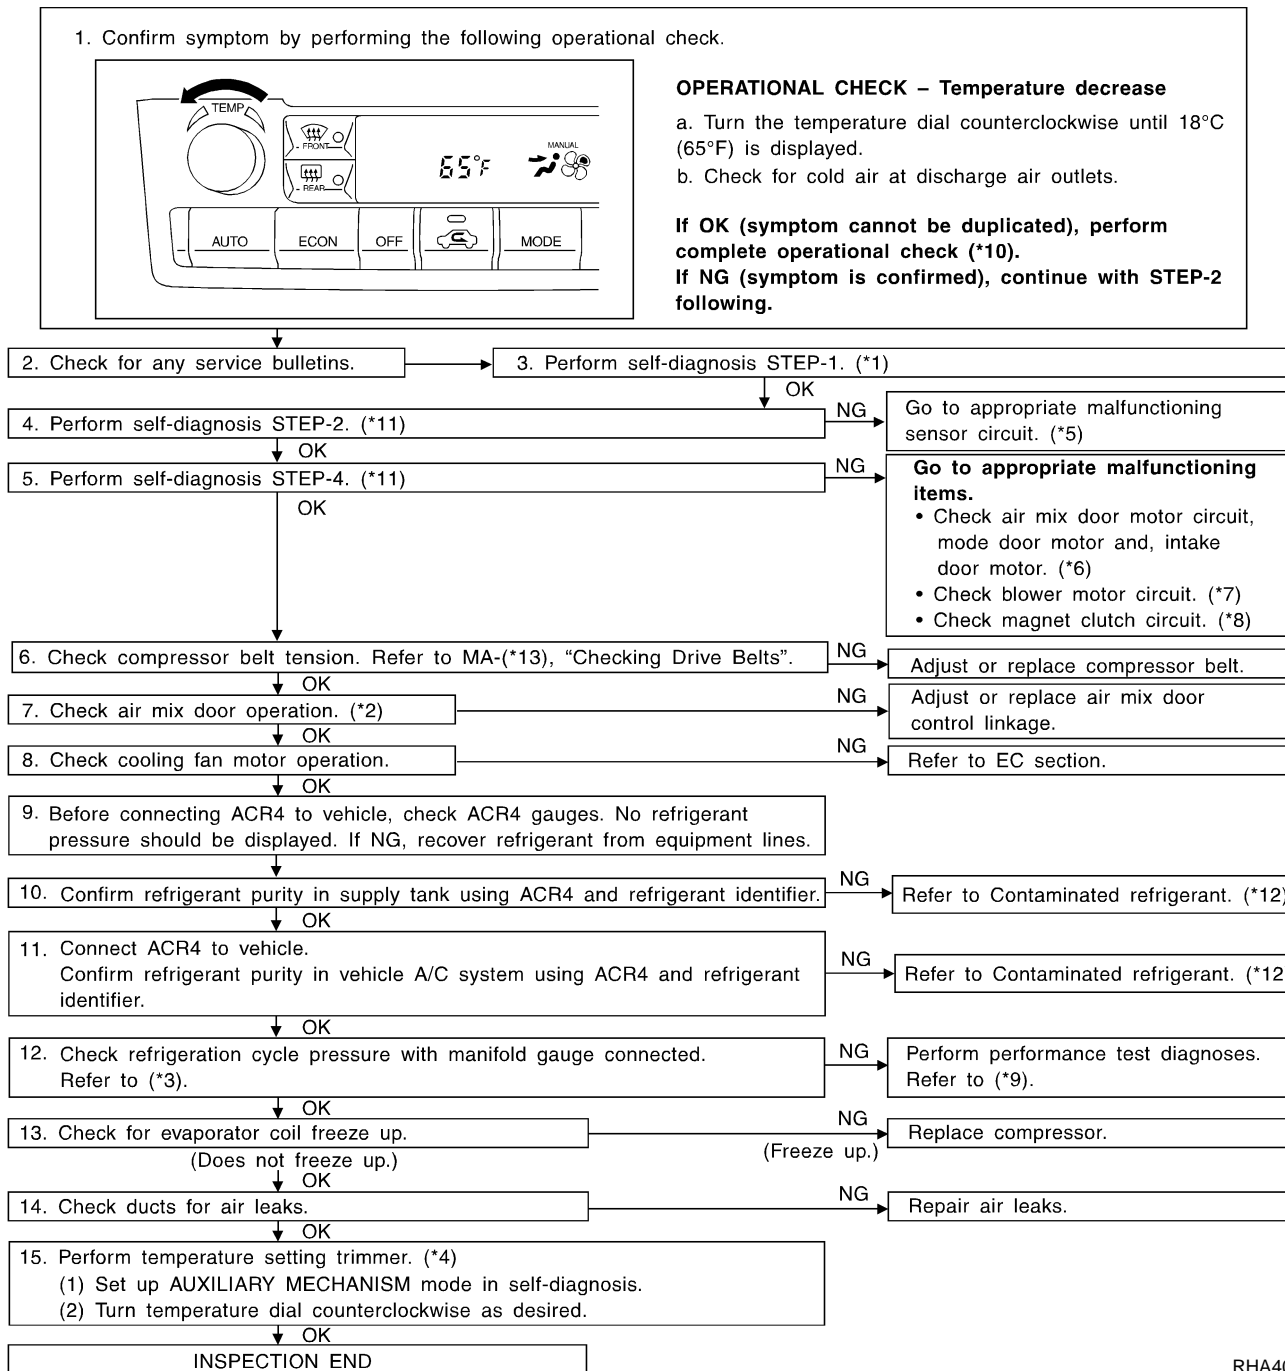 1. Confirm symptom by performing the following operational check.
TEMP
FRONT
REAR
65°F
MANUAL
AUTO
ECON
OFF
MODE
OPERATIONAL CHECK – Temperature decrease
a. Turn the temperature dial counterclockwise until 18°C
(65°F) is displayed.
b. Check for cold air at discharge air outlets.
If OK (symptom cannot be duplicated), perform
complete operational check (*10).
If NG (symptom is confirmed), continue with STEP-2
following.
2. Check for any service bulletins.
3. Perform self-diagnosis STEP-1. (*1)
OK
4. Perform self-diagnosis STEP-2. (*11)
NG
Go to appropriate malfunctioning
sensor circuit. (*5)
OK
5. Perform self-diagnosis STEP-4. (*11)
NG
Go to appropriate malfunctioning
items.
• Check air mix door motor circuit,
mode door motor and, intake
door motor. (*6)
• Check blower motor circuit. (*7)
• Check magnet clutch circuit. (*8)
OK
6. Check compressor belt tension. Refer to MA-(*13), “Checking Drive Belts”.
NG
Adjust or replace compressor belt.
OK
7. Check air mix door operation. (*2)
NG
Adjust or replace air mix door
control linkage.
OK
8. Check cooling fan motor operation.
NG
Refer to EC section.
OK
9. Before connecting ACR4 to vehicle, check ACR4 gauges. No refrigerant
pressure should be displayed. If NG, recover refrigerant from equipment lines.
10. Confirm refrigerant purity in supply tank using ACR4 and refrigerant identifier.
NG
Refer to Contaminated refrigerant. (*12)
OK
11. Connect ACR4 to vehicle.
Confirm refrigerant purity in vehicle A/C system using ACR4 and refrigerant
identifier.
NG
Refer to Contaminated refrigerant. (*12
OK
12. Check refrigeration cycle pressure with manifold gauge connected.
Refer to (*3).
NG
Perform performance test diagnoses.
Refer to (*9).
OK
13. Check for evaporator coil freeze up.
(Does not freeze up.)
NG
(Freeze up.)
Replace compressor.
OK
14. Check ducts for air leaks.
NG
Repair air leaks.
OK
15. Perform temperature setting trimmer. (*4)
(1) Set up AUXILIARY MECHANISM mode in self-diagnosis.
(2) Turn temperature dial counterclockwise as desired.
OK
INSPECTION END